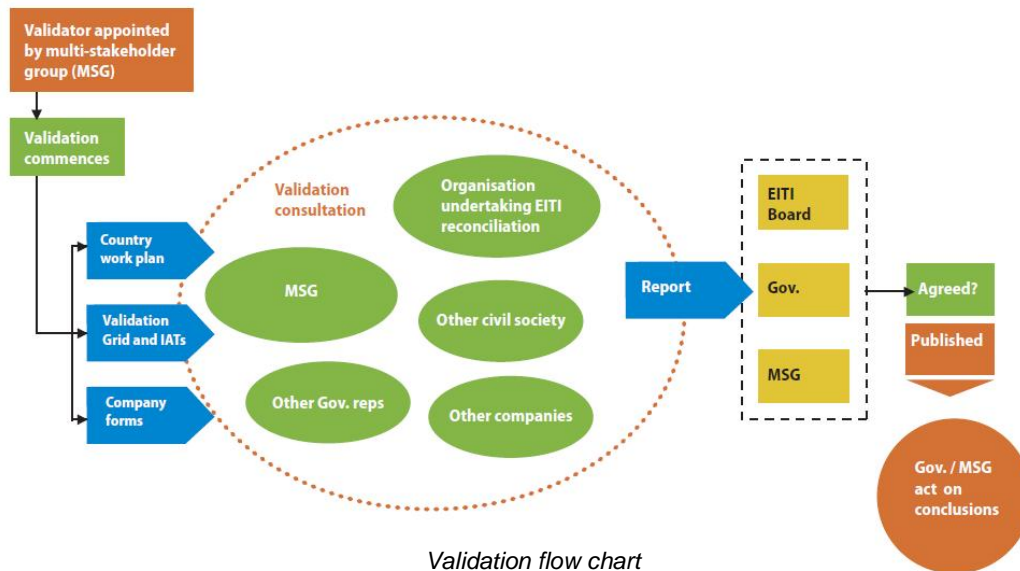 Validator appointed
by multi-stakeholder
group (MSG)
Validation
commences
Country
work plan
Validation
Grid and IATs
Company
forms
Validation
consultation
Organisation
undertaking EITI
reconciliation
MSG
Other civil society
Other Gov. reps
Other companies
Report
EITI
Board
Gov.
MSG
Agreed?
Published
Gov. / MSG
act on
conclusions
Validation flow chart